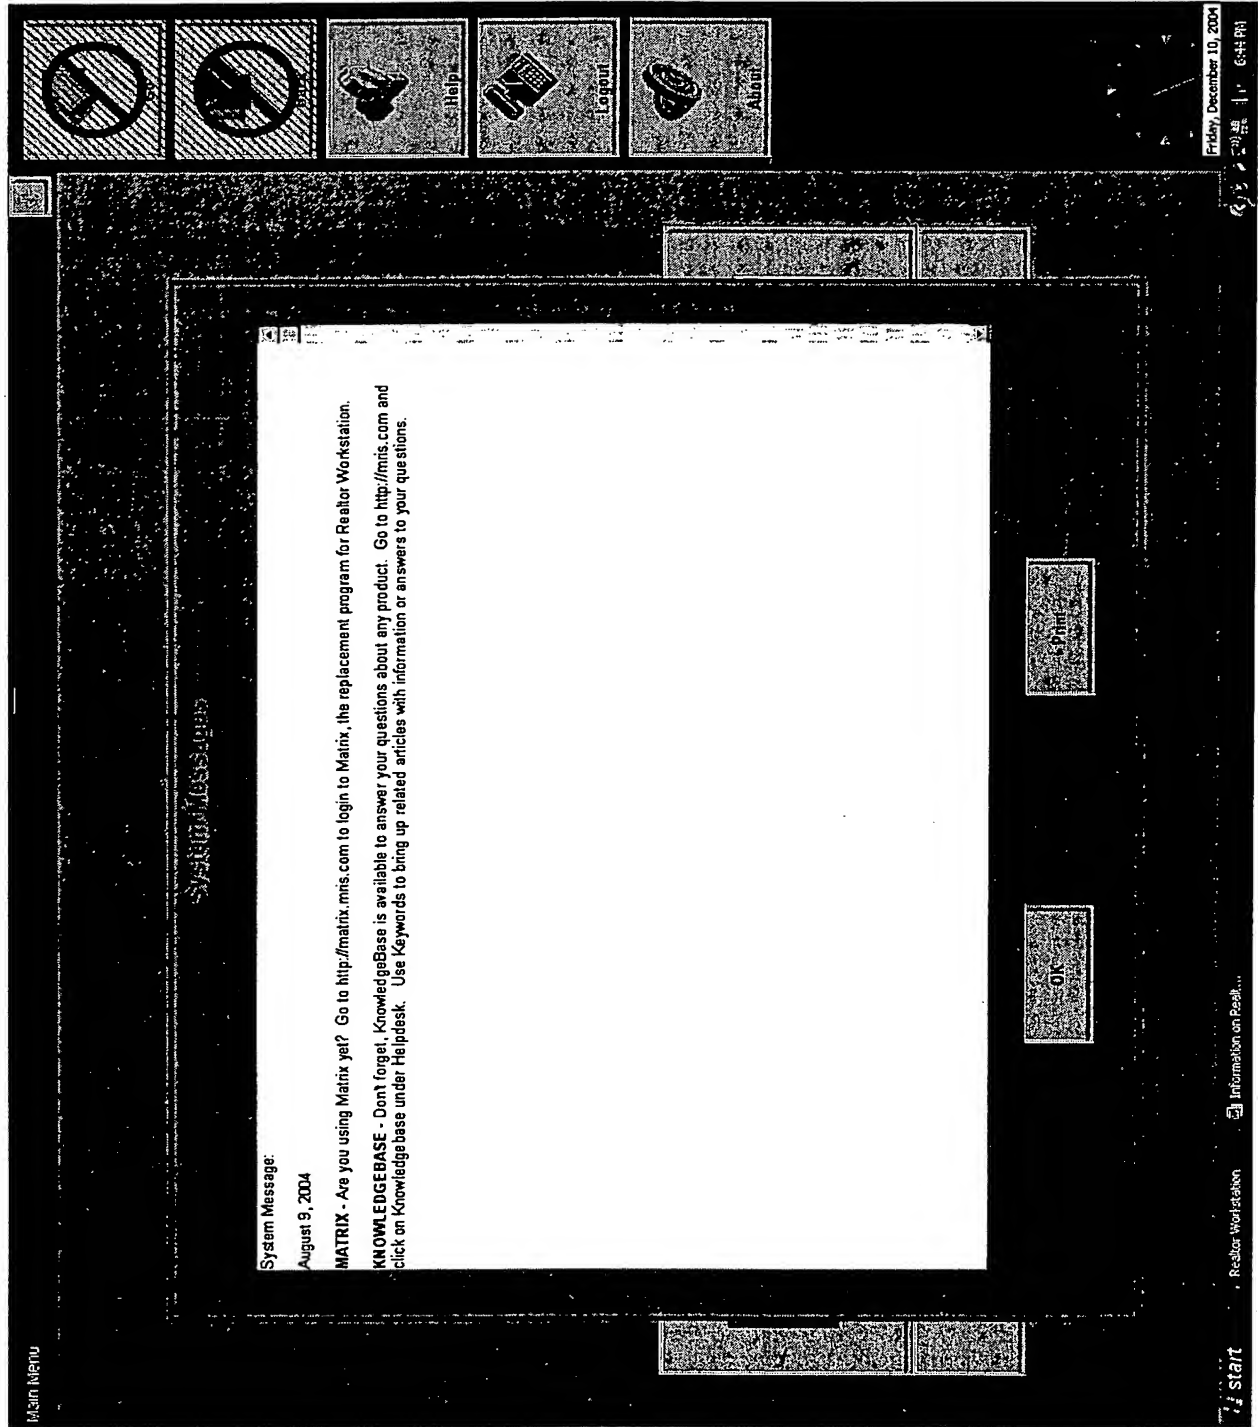 Main Menu
System Messages
System Message:
August 9, 2004
MATRIX - Are you using Matrix yet?  Go to http://matrix.mris.com to login to Matrix, the replacement program for Realtor Workstation.
KNOWLEDGEBASE - Don't forget, KnowledgeBase is available to answer your questions about any product.  Go to http://mris.com and
click on Knowledgebase under Helpdesk.  Use Keywords to bring up related articles with information or answers to your questions.
OK
Print
Help
Logout
About
start
Realtor Workstation
Information on Realt...
Friday, December 10, 2004
6:44 PM